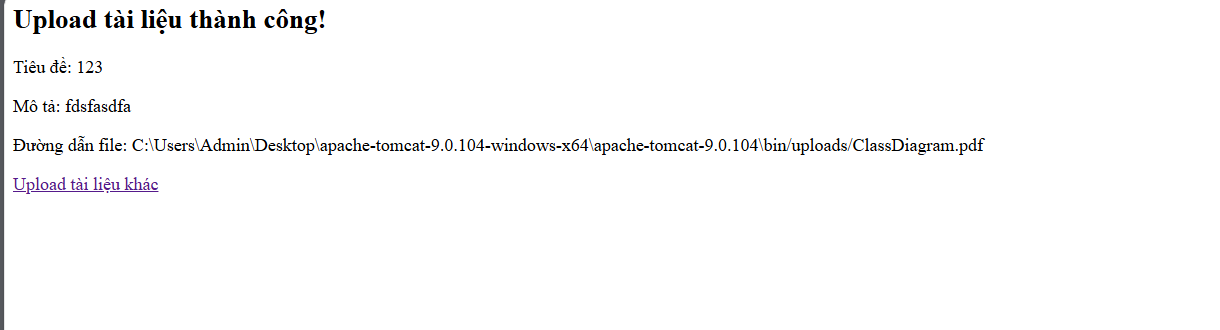 Upload tài liệu thành công!
Tiêu đề: 123
Mô tả: fdsfasdfa
Đường dẫn file: C:\Users\Admin\Desktop\apache-tomcat-9.0.104-windows-x64\apache-tomcat-9.0.104\bin/uploads/ClassDiagram.pdf
Upload tài liệu khác